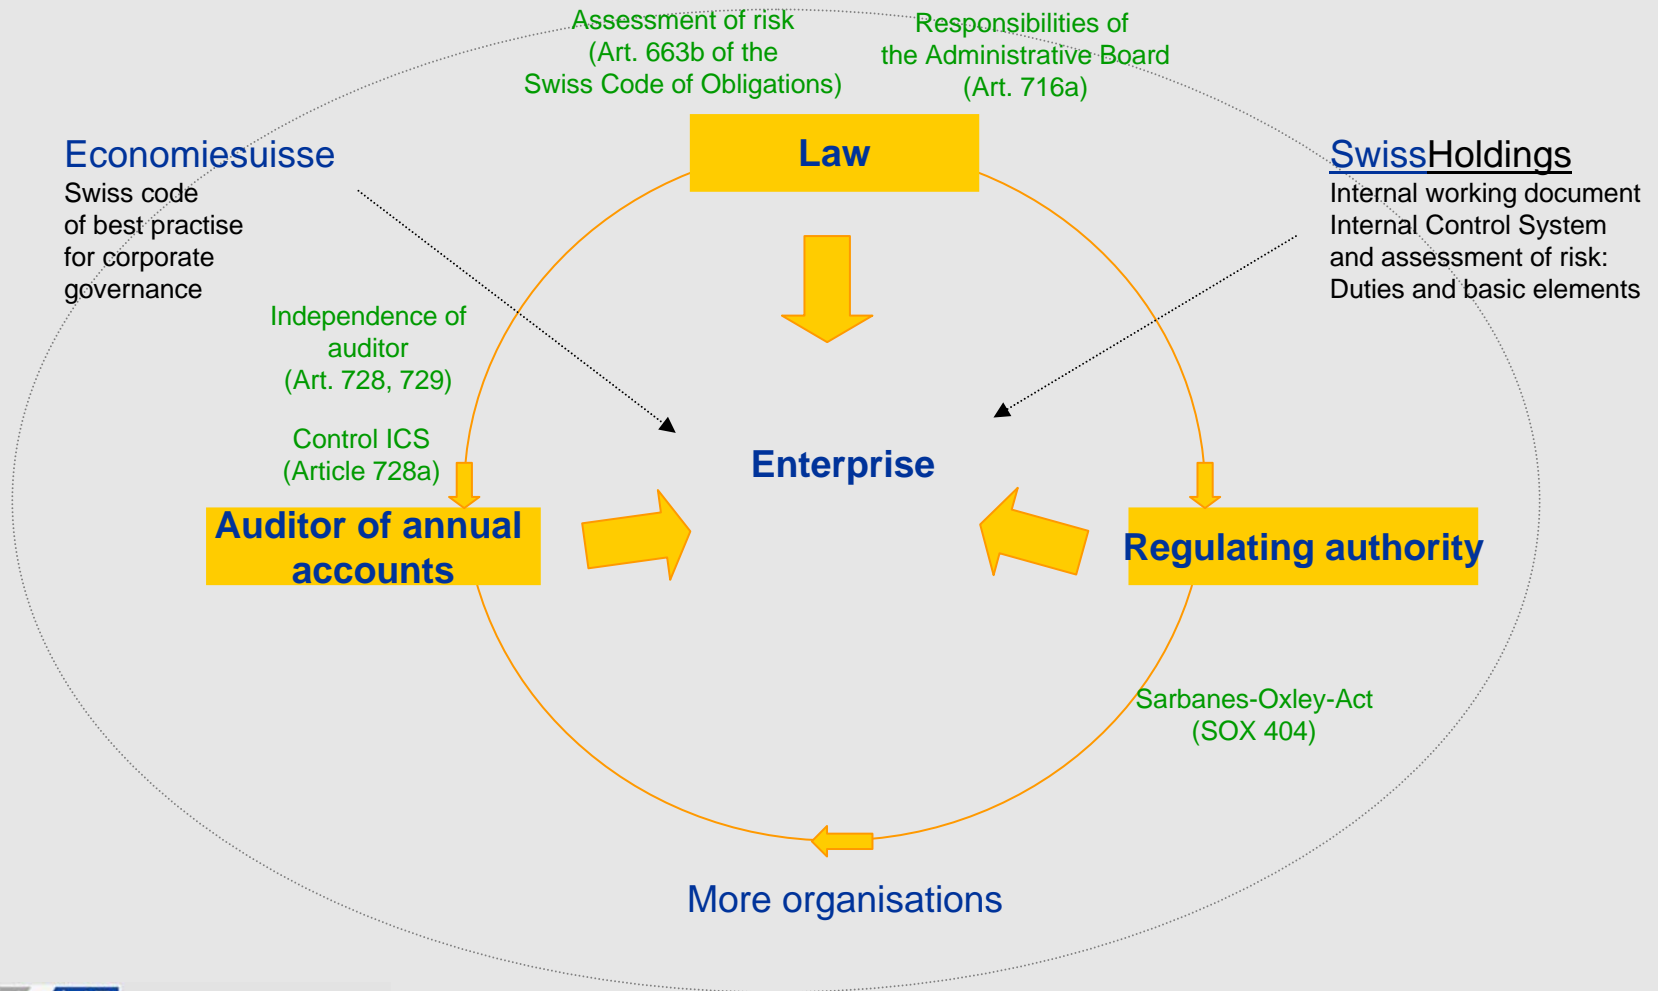 Assessment of risk
(Art. 663b of the
Swiss Code of Obligations)
Responsibilities of
the Administrative Board
(Art. 716a)
Law
Economiesuisse
Swiss code
of best practise
for corporate
governance
SwissHoldings
Internal working document
Internal Control System
and assessment of risk:
Duties and basic elements
Independence of
auditor
(Art. 728, 729)
Control ICS
(Article 728a)
Enterprise
Auditor of annual
accounts
Regulating authority
Sarbanes-Oxley-Act
(SOX 404)
More organisations